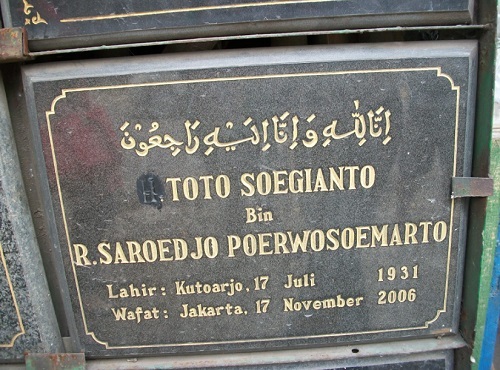 إنا لله وإنا إليه راجعون
H. TOTO SOEGIANTO
Bin
R. SAROEDJO POERWOSOEMARTO
Lahir : Kutoarjo, 17 Juli 1931
Wafat : Jakarta, 17 November 2006